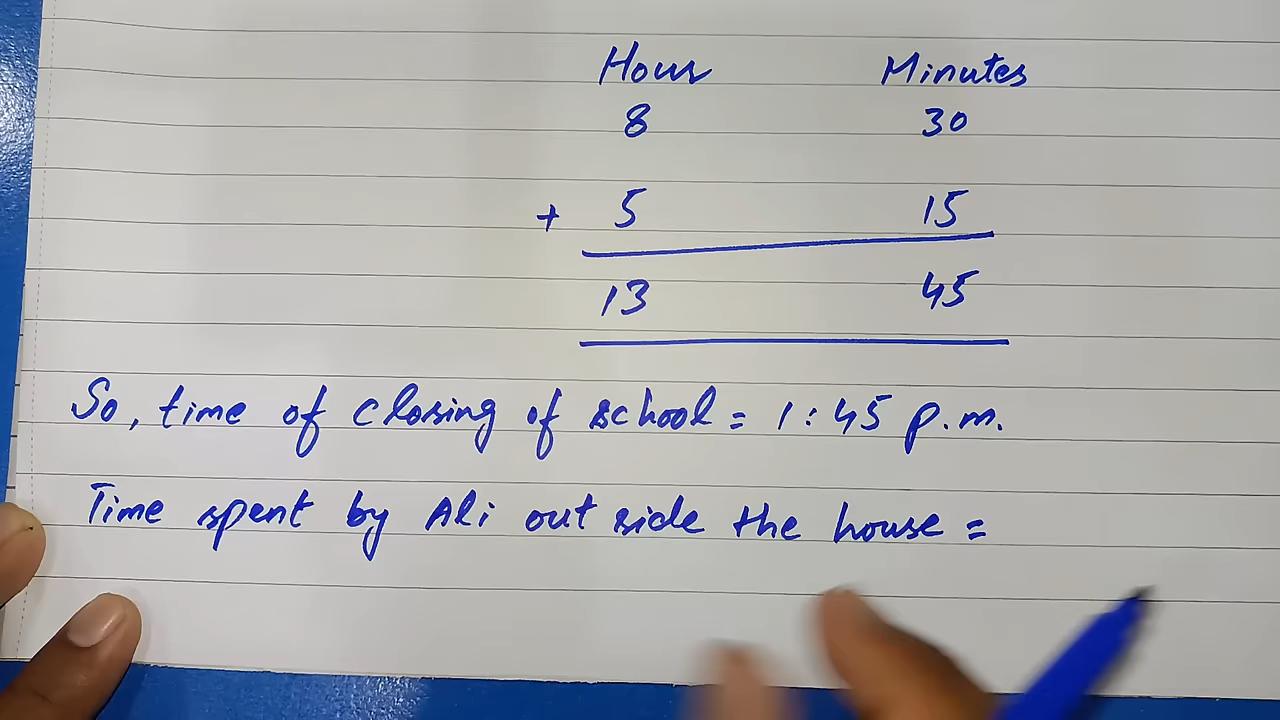 Hour Minutes
8 30
+ 5 15
13 45
So, time of closing of school = 1:45 p.m.
Time spent by Ali out side the house =